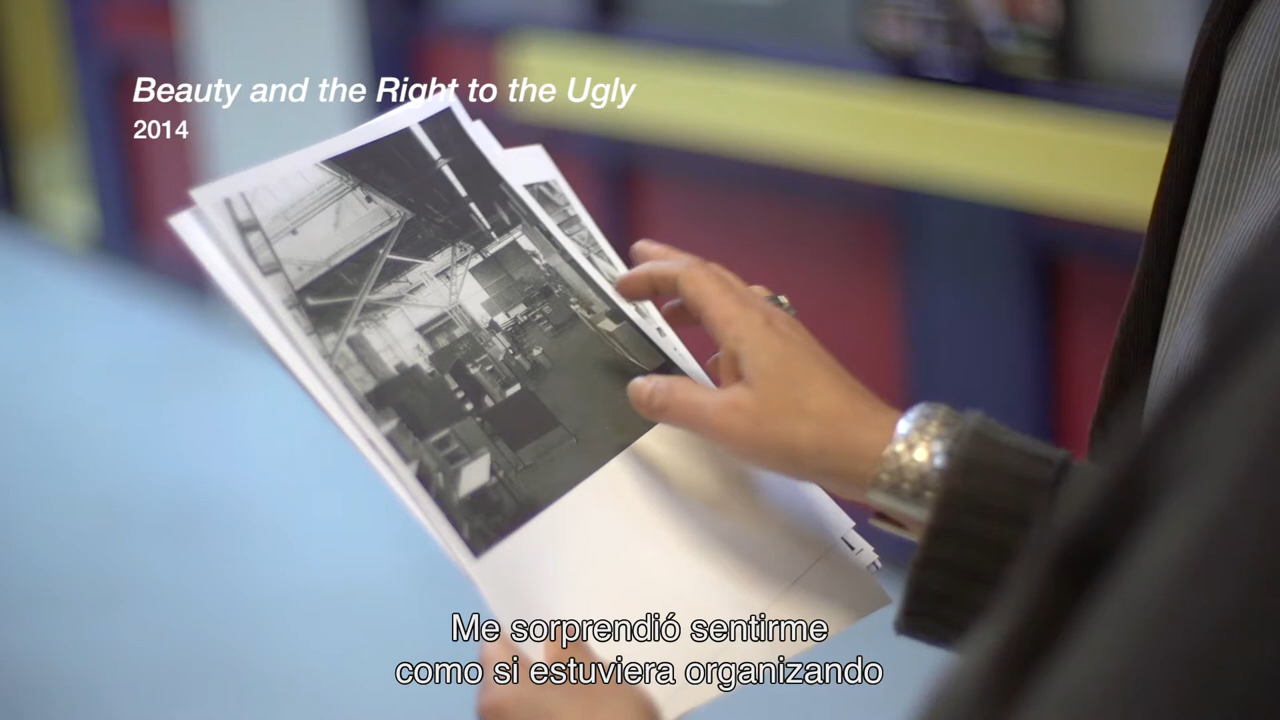 Beauty and the Right to the Ugly
2014
Me sorprendió sentirme
como si estuviera organizando